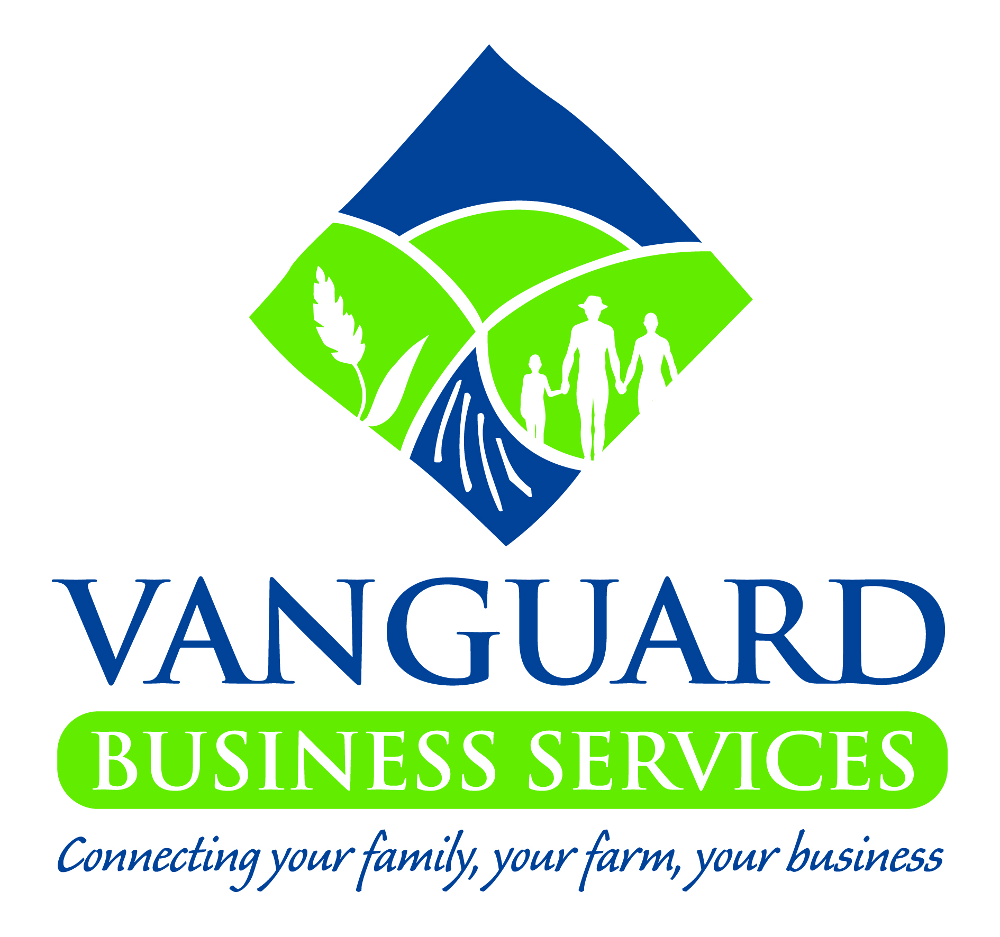 VANGUARD
BUSINESS SERVICES
Connecting your family, your farm, your business